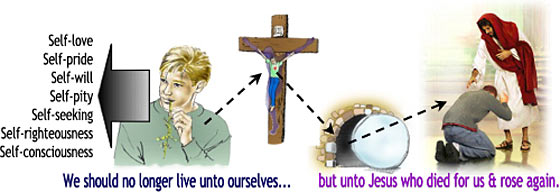 Self-love
Self-pride
Self-will
Self-pity
Self-seeking
Self-righteousness
Self-consciousness
We should no longer live unto ourselves... but unto Jesus who died for us & rose again.